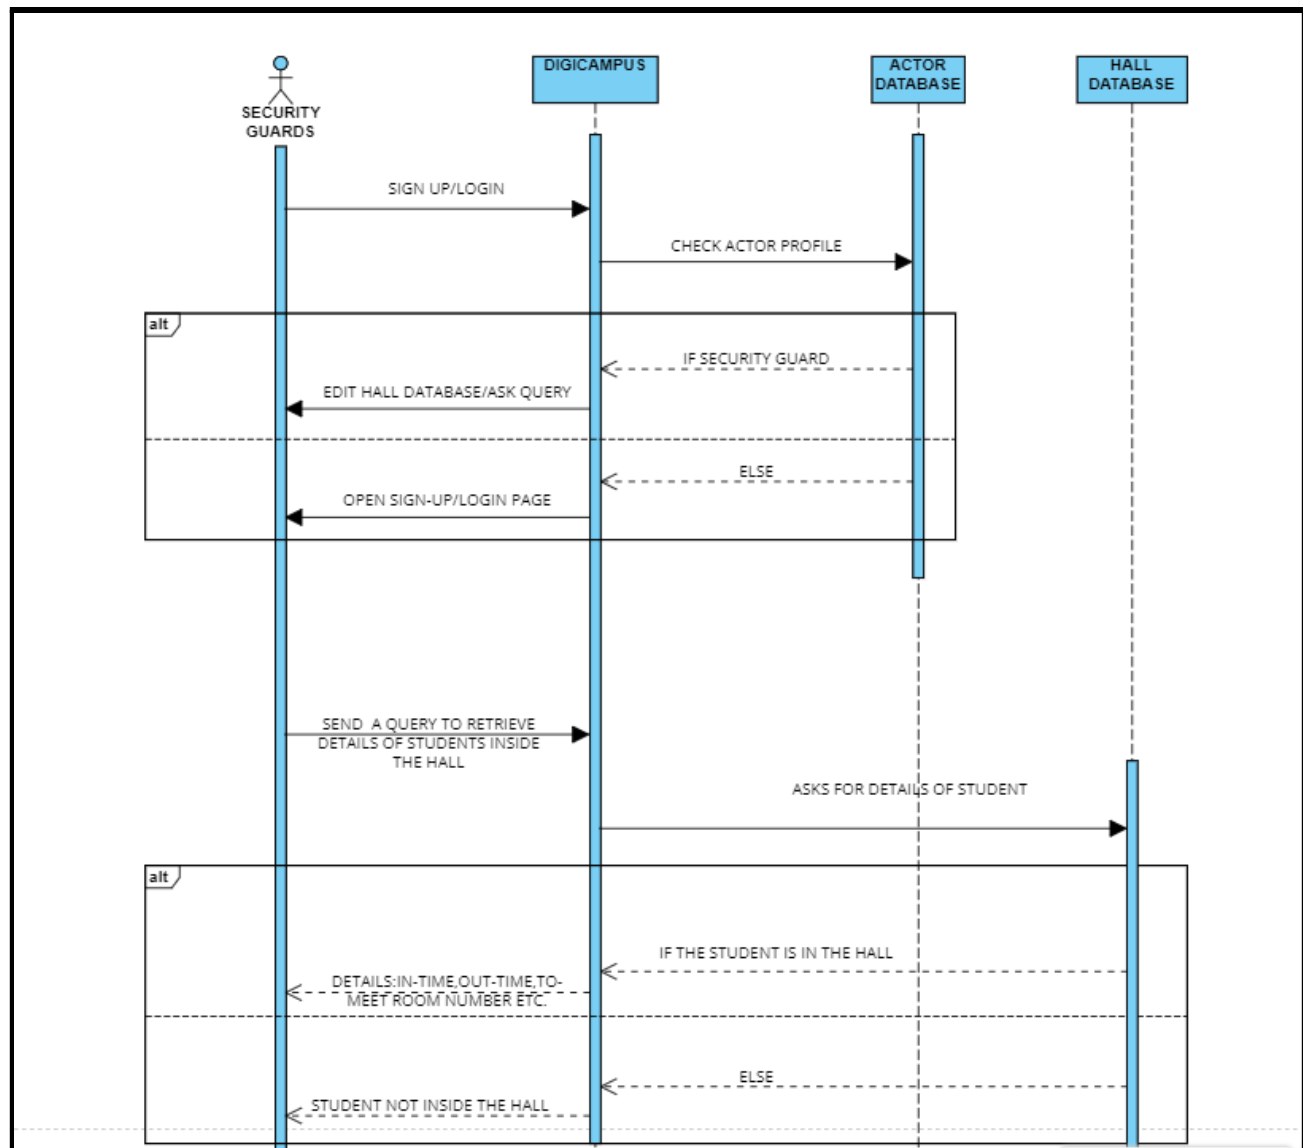 SECURITY
GUARDS
DIGICAMPUS
ACTOR
DATABASE
HALL
DATABASE
SIGN UP/LOGIN
CHECK ACTOR PROFILE
alt
IF SECURITY GUARD
EDIT HALL DATABASE/ASK QUERY
ELSE
OPEN SIGN-UP/LOGIN PAGE
SEND A QUERY TO RETRIEVE
DETAILS OF STUDENTS INSIDE
THE HALL
ASKS FOR DETAILS OF STUDENT
alt
IF THE STUDENT IS IN THE HALL
DETAILS:IN-TIME,OUT-TIME,TO-
MEET ROOM NUMBER ETC.
ELSE
STUDENT NOT INSIDE THE HALL